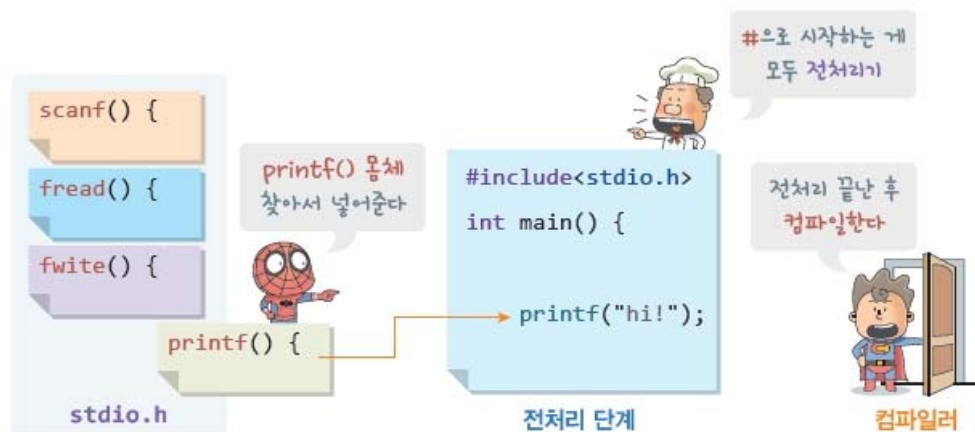 #으로 시작하는 게
모두 전처리기
scanf() {
fread() {
fwite() {
printf() {
stdio.h
printf() 몸체
찾아서 넣어준다
#include<stdio.h>
int main() {
printf("hi!");
전처리 단계
전처리 끝난 후
컴파일한다
컴파일러